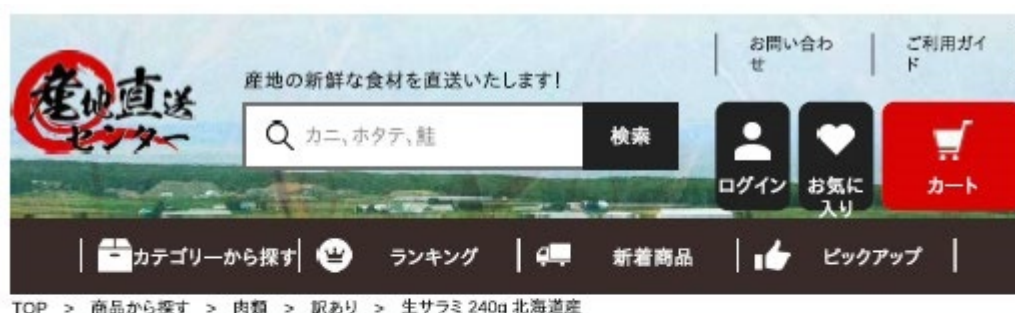 お問い合わ
せ
ご利用ガイ
ド
産地直送
センター
産地の新鮮な食材を直送いたします!
カニ、ホタテ、鮭
検索
ログイン
お気に
入り
カート
カテゴリーから探す
ランキング
新着商品
ピックアップ
TOP > 商品から探す > 肉類 > 訳あり > 生サラミ 240g 北海道産